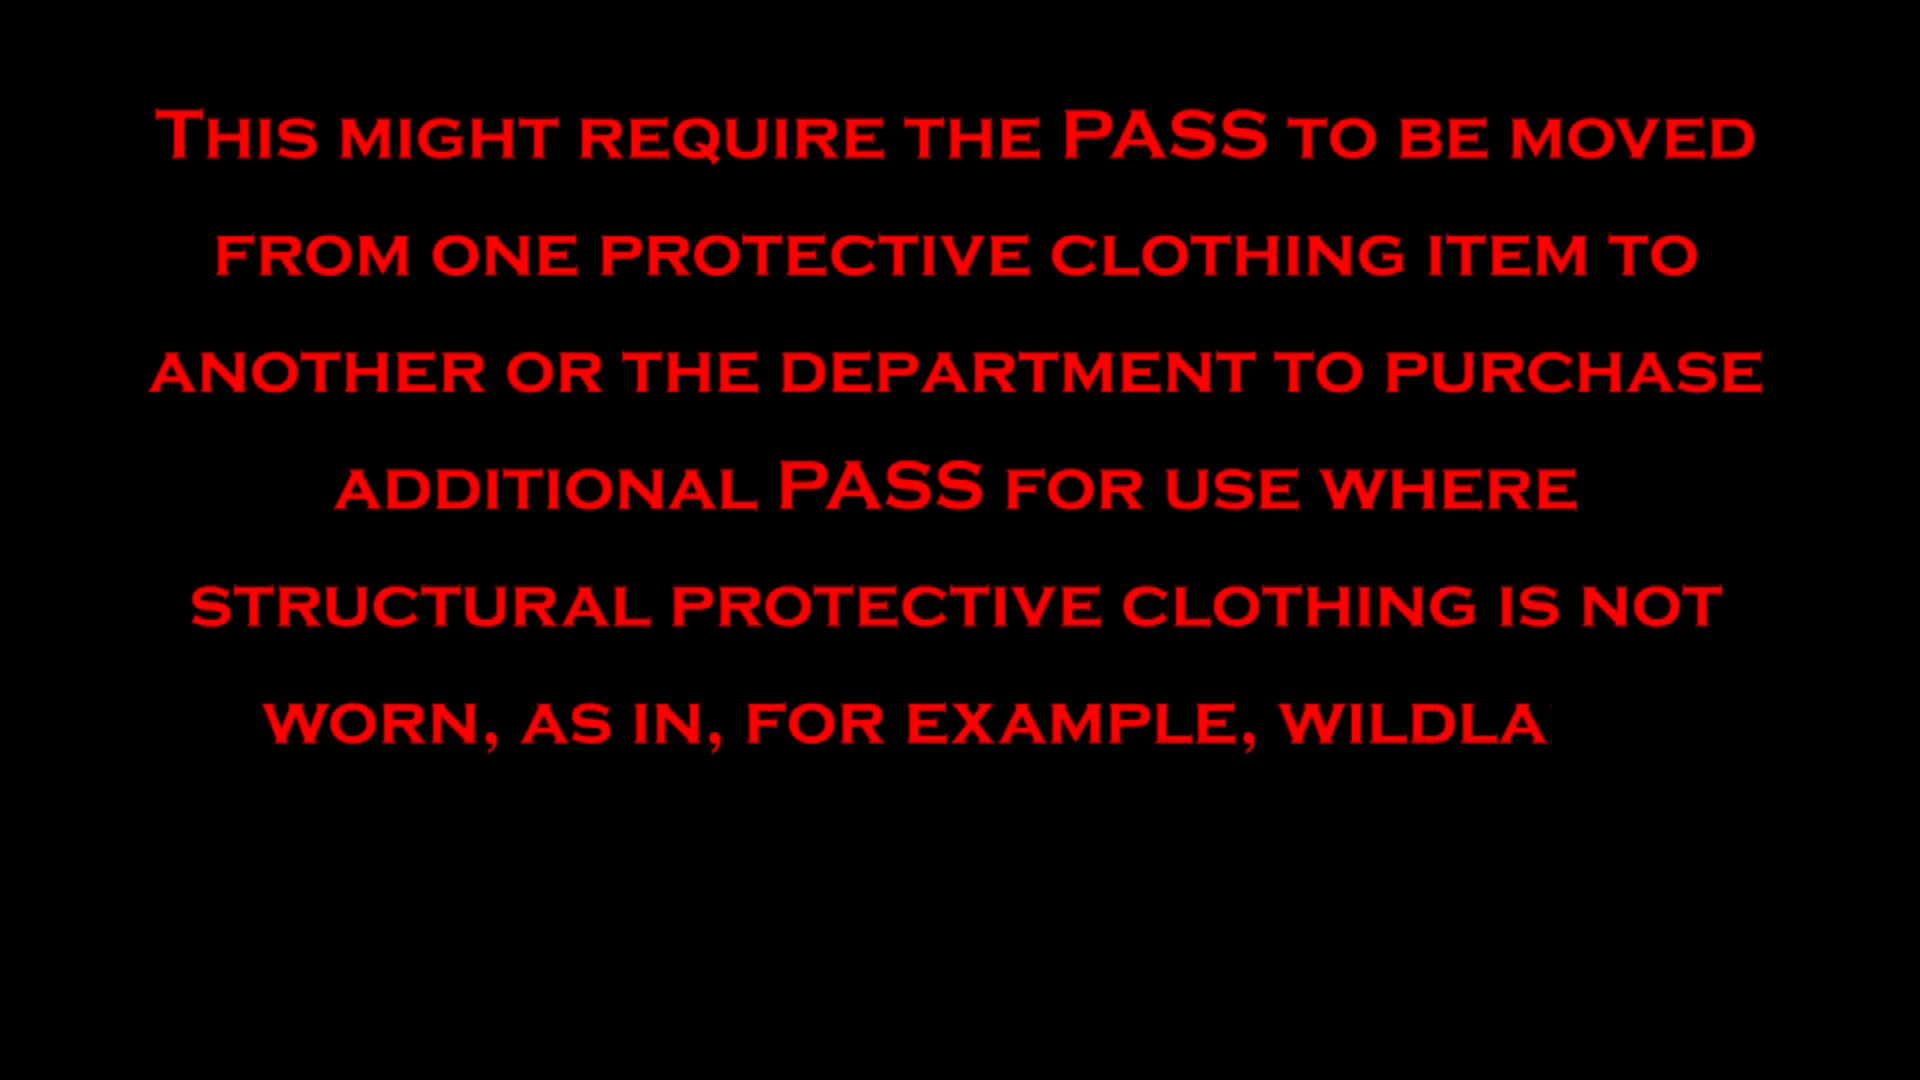 This might require the PASS to be moved
from one protective clothing item to
another or the department to purchase
additional PASS for use where
structural protective clothing is not
worn, as in, for example, wildla